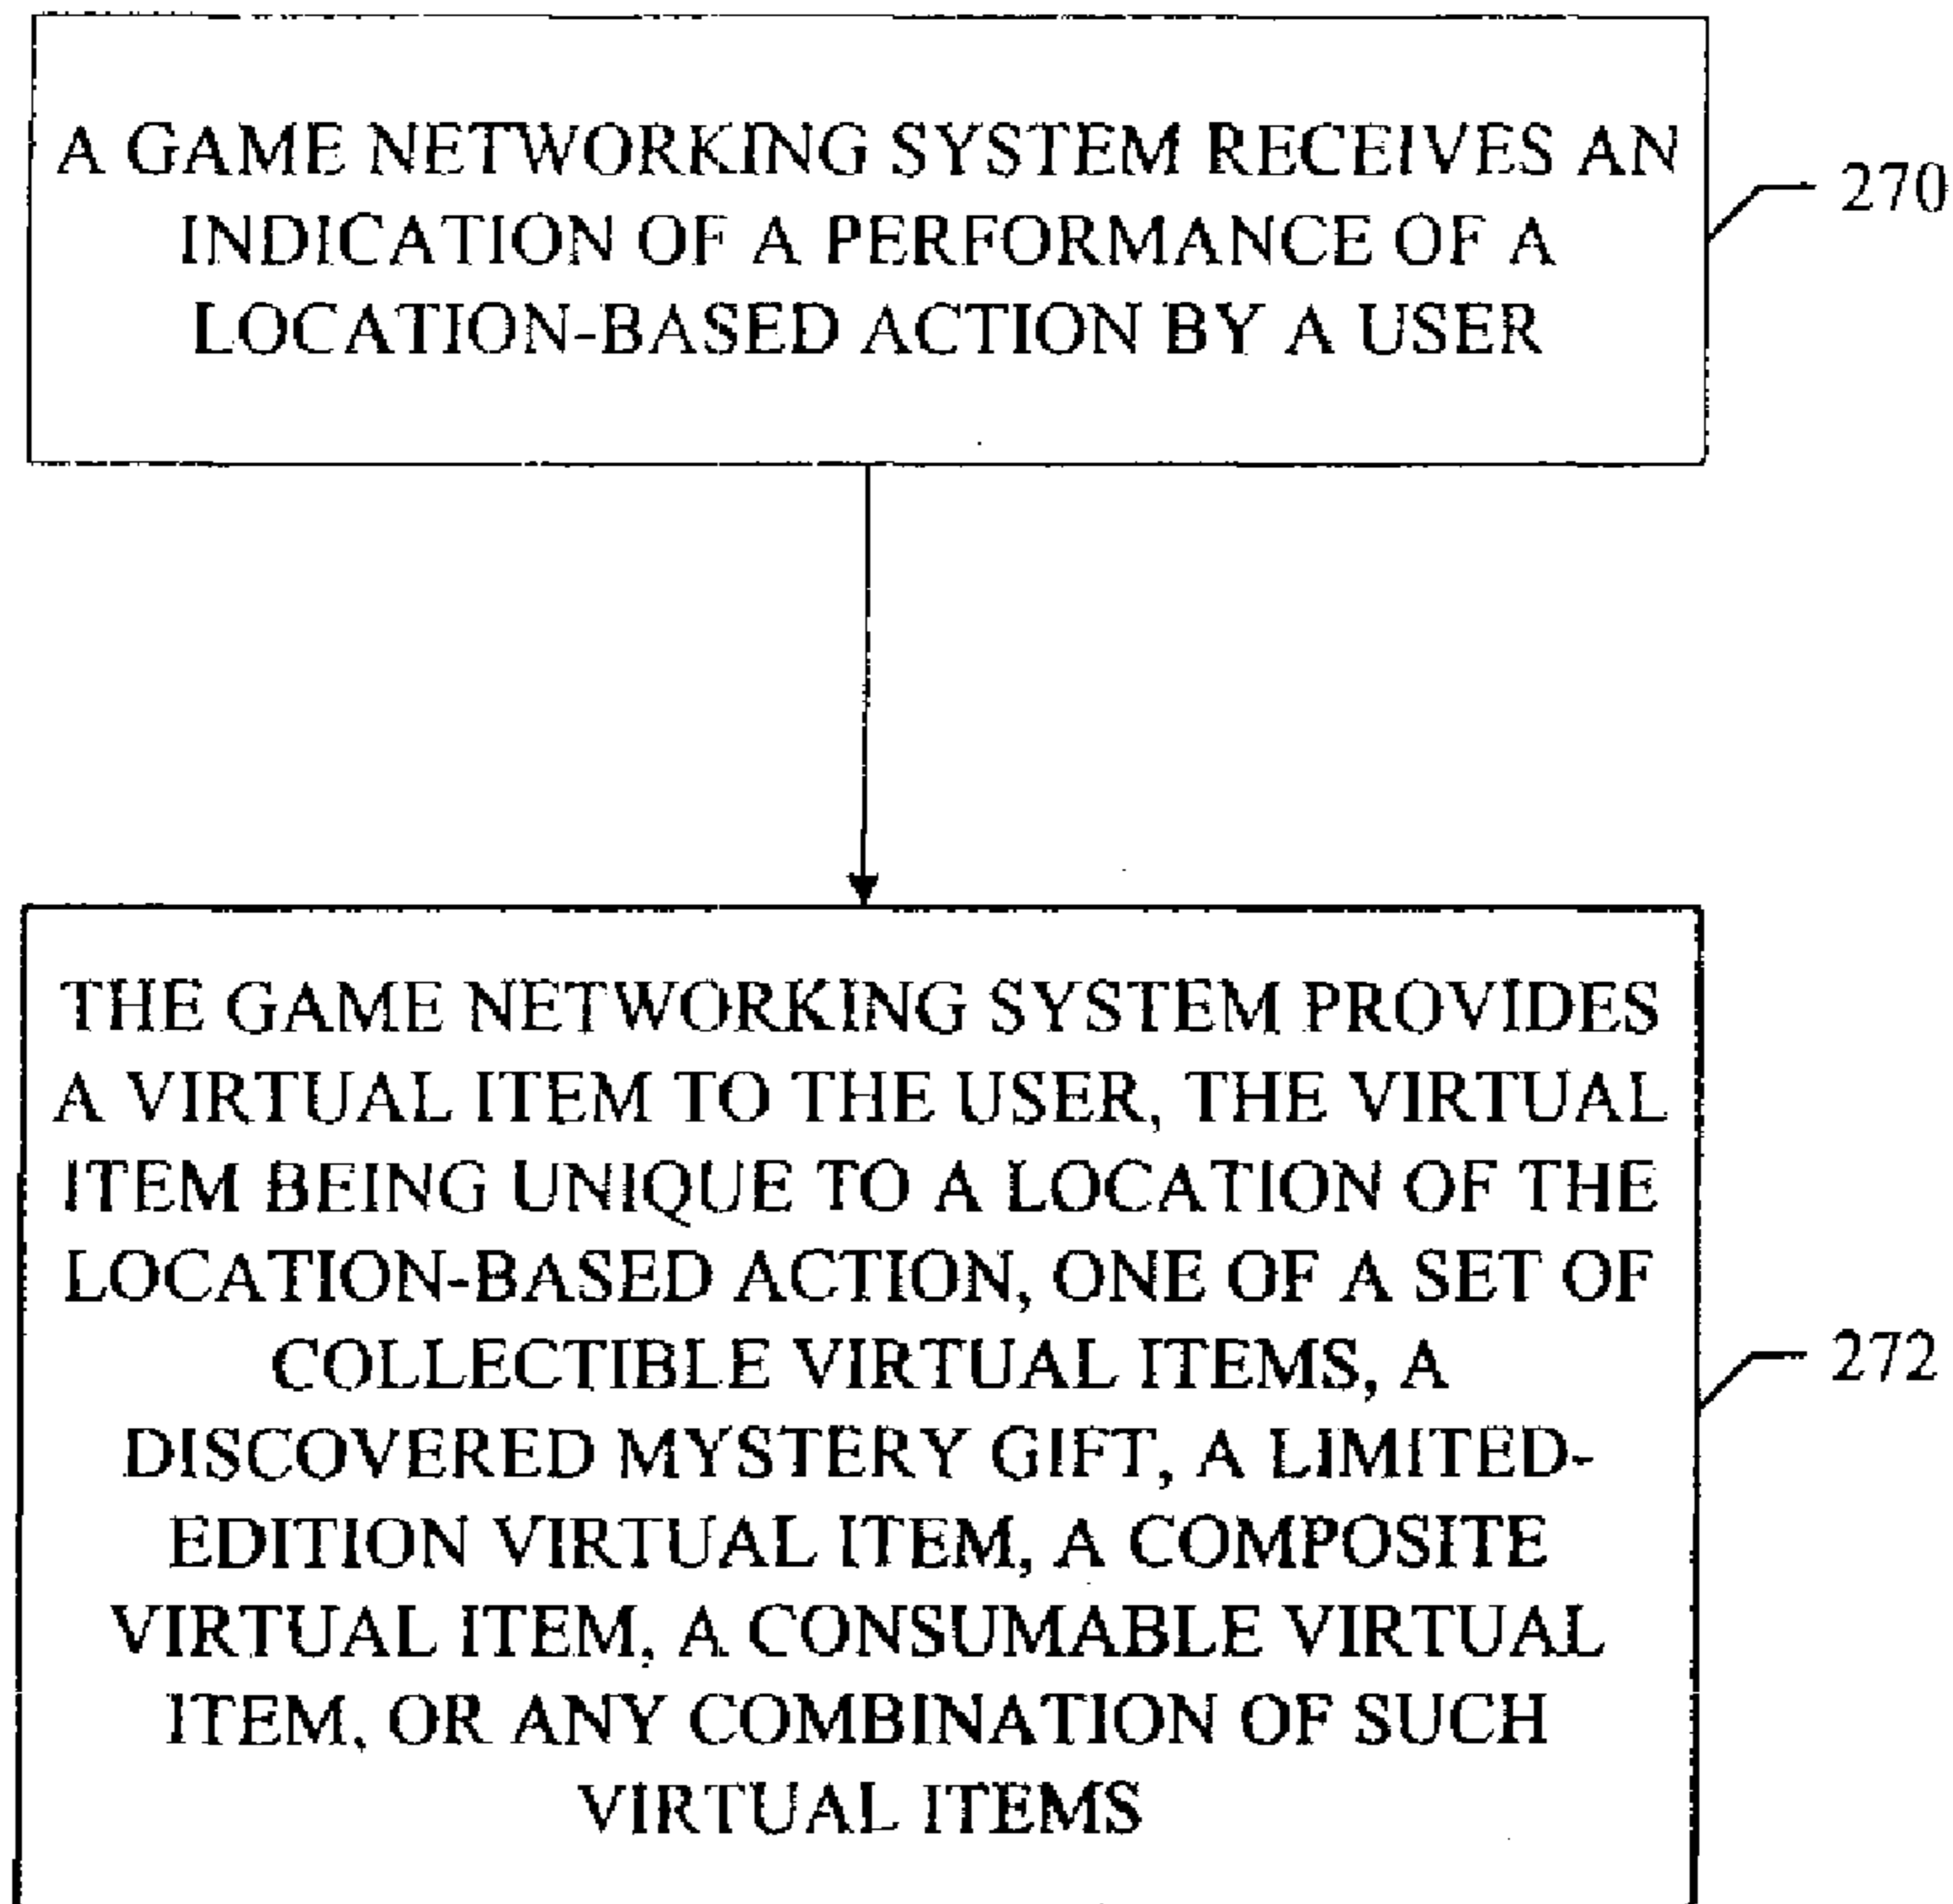 A GAME NETWORKING SYSTEM RECEIVES AN
INDICATION OF A PERFORMANCE OF A
LOCATION-BASED ACTION BY A USER
270
THE GAME NETWORKING SYSTEM PROVIDES
A VIRTUAL ITEM TO THE USER, THE VIRTUAL
ITEM BEING UNIQUE TO A LOCATION OF THE
LOCATION-BASED ACTION, ONE OF A SET OF
COLLECTIBLE VIRTUAL ITEMS, A
DISCOVERED MYSTERY GIFT, A LIMITED-
EDITION VIRTUAL ITEM, A COMPOSITE
VIRTUAL ITEM, A CONSUMABLE VIRTUAL
ITEM, OR ANY COMBINATION OF SUCH
VIRTUAL ITEMS
272